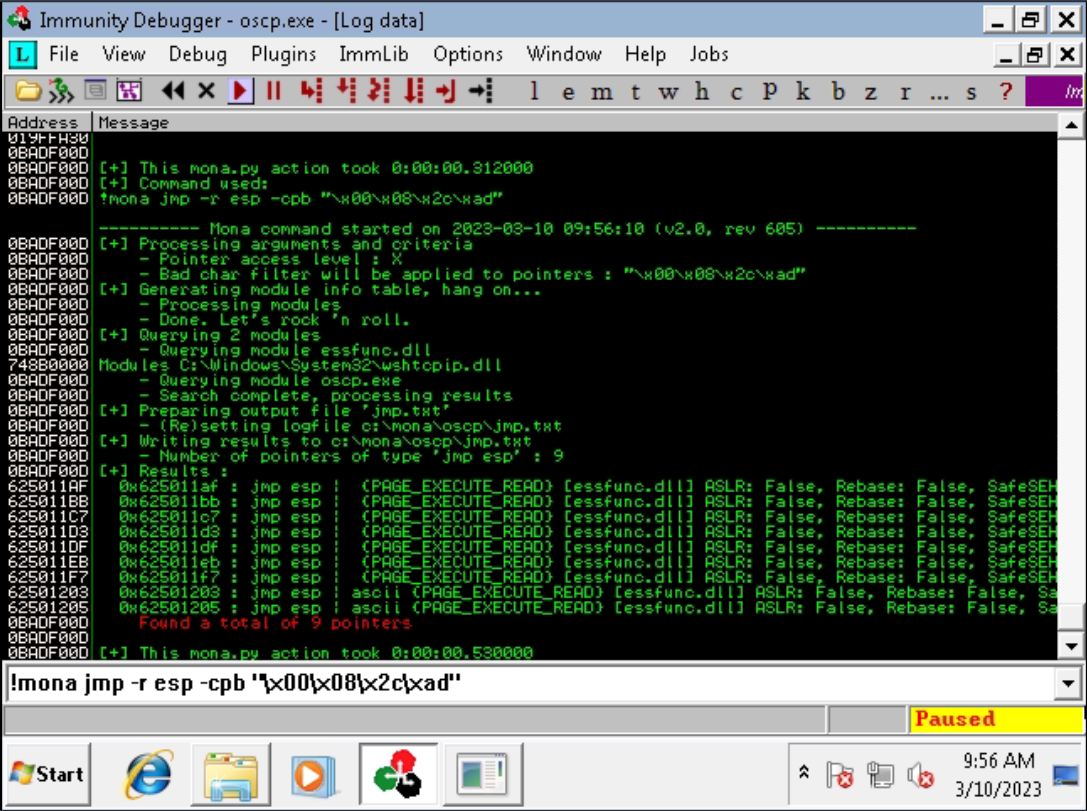 Immunity Debugger - oscp.exe - [Log data]
L File View Debug Plugins ImmLib Options Window Help Jobs
l e m t w h c P k b z r ... s ? Im
Address Message
019FFA30
0BADF00D
0BADF00D [+] This mona.py action took 0:00:00.312000
0BADF00D [+] Command used:
0BADF00D !mona jmp -r esp -cpb "\x00\x08\x2c\xad"
---------- Mona command started on 2023-03-10 09:56:10 (v2.0, rev 605) ----------
0BADF00D [+] Processing arguments and criteria
0BADF00D - Pointer access level : X
0BADF00D - Bad char filter will be applied to pointers : "\x00\x08\x2c\xad"
0BADF00D [+] Generating module info table, hang on...
0BADF00D - Processing modules
0BADF00D - Done. Let's rock 'n roll.
0BADF00D [+] Querying 2 modules
0BADF00D - Querying module essfunc.dll
748B0000 Modules C:\Windows\System32\wshtcpip.dll
0BADF00D - Querying module oscp.exe
0BADF00D - Search complete, processing results
0BADF00D [+] Preparing output file 'jmp.txt'
0BADF00D - (Re)setting logfile c:\mona\oscp\jmp.txt
0BADF00D [+] Writing results to c:\mona\oscp\jmp.txt
0BADF00D - Number of pointers of type 'jmp esp' : 9
0BADF00D [+] Results :
625011AF 0x625011af : jmp esp | {PAGE_EXECUTE_READ} [essfunc.dll] ASLR: False, Rebase: False, SafeSEH
625011BB 0x625011bb : jmp esp | {PAGE_EXECUTE_READ} [essfunc.dll] ASLR: False, Rebase: False, SafeSEH
625011C7 0x625011c7 : jmp esp | {PAGE_EXECUTE_READ} [essfunc.dll] ASLR: False, Rebase: False, SafeSEH
625011D3 0x625011d3 : jmp esp | {PAGE_EXECUTE_READ} [essfunc.dll] ASLR: False, Rebase: False, SafeSEH
625011DF 0x625011df : jmp esp | {PAGE_EXECUTE_READ} [essfunc.dll] ASLR: False, Rebase: False, SafeSEH
625011EB 0x625011eb : jmp esp | {PAGE_EXECUTE_READ} [essfunc.dll] ASLR: False, Rebase: False, SafeSEH
625011F7 0x625011f7 : jmp esp | {PAGE_EXECUTE_READ} [essfunc.dll] ASLR: False, Rebase: False, SafeSEH
62501203 0x62501203 : jmp esp | ascii {PAGE_EXECUTE_READ} [essfunc.dll] ASLR: False, Rebase: False, Sa
62501205 0x62501205 : jmp esp | ascii {PAGE_EXECUTE_READ} [essfunc.dll] ASLR: False, Rebase: False, Sa
0BADF00D Found a total of 9 pointers
0BADF00D
0BADF00D [+] This mona.py action took 0:00:00.530000
!mona jmp -r esp -cpb "\x00\x08\x2c\xad"
Paused
Start
9:56 AM
3/10/2023